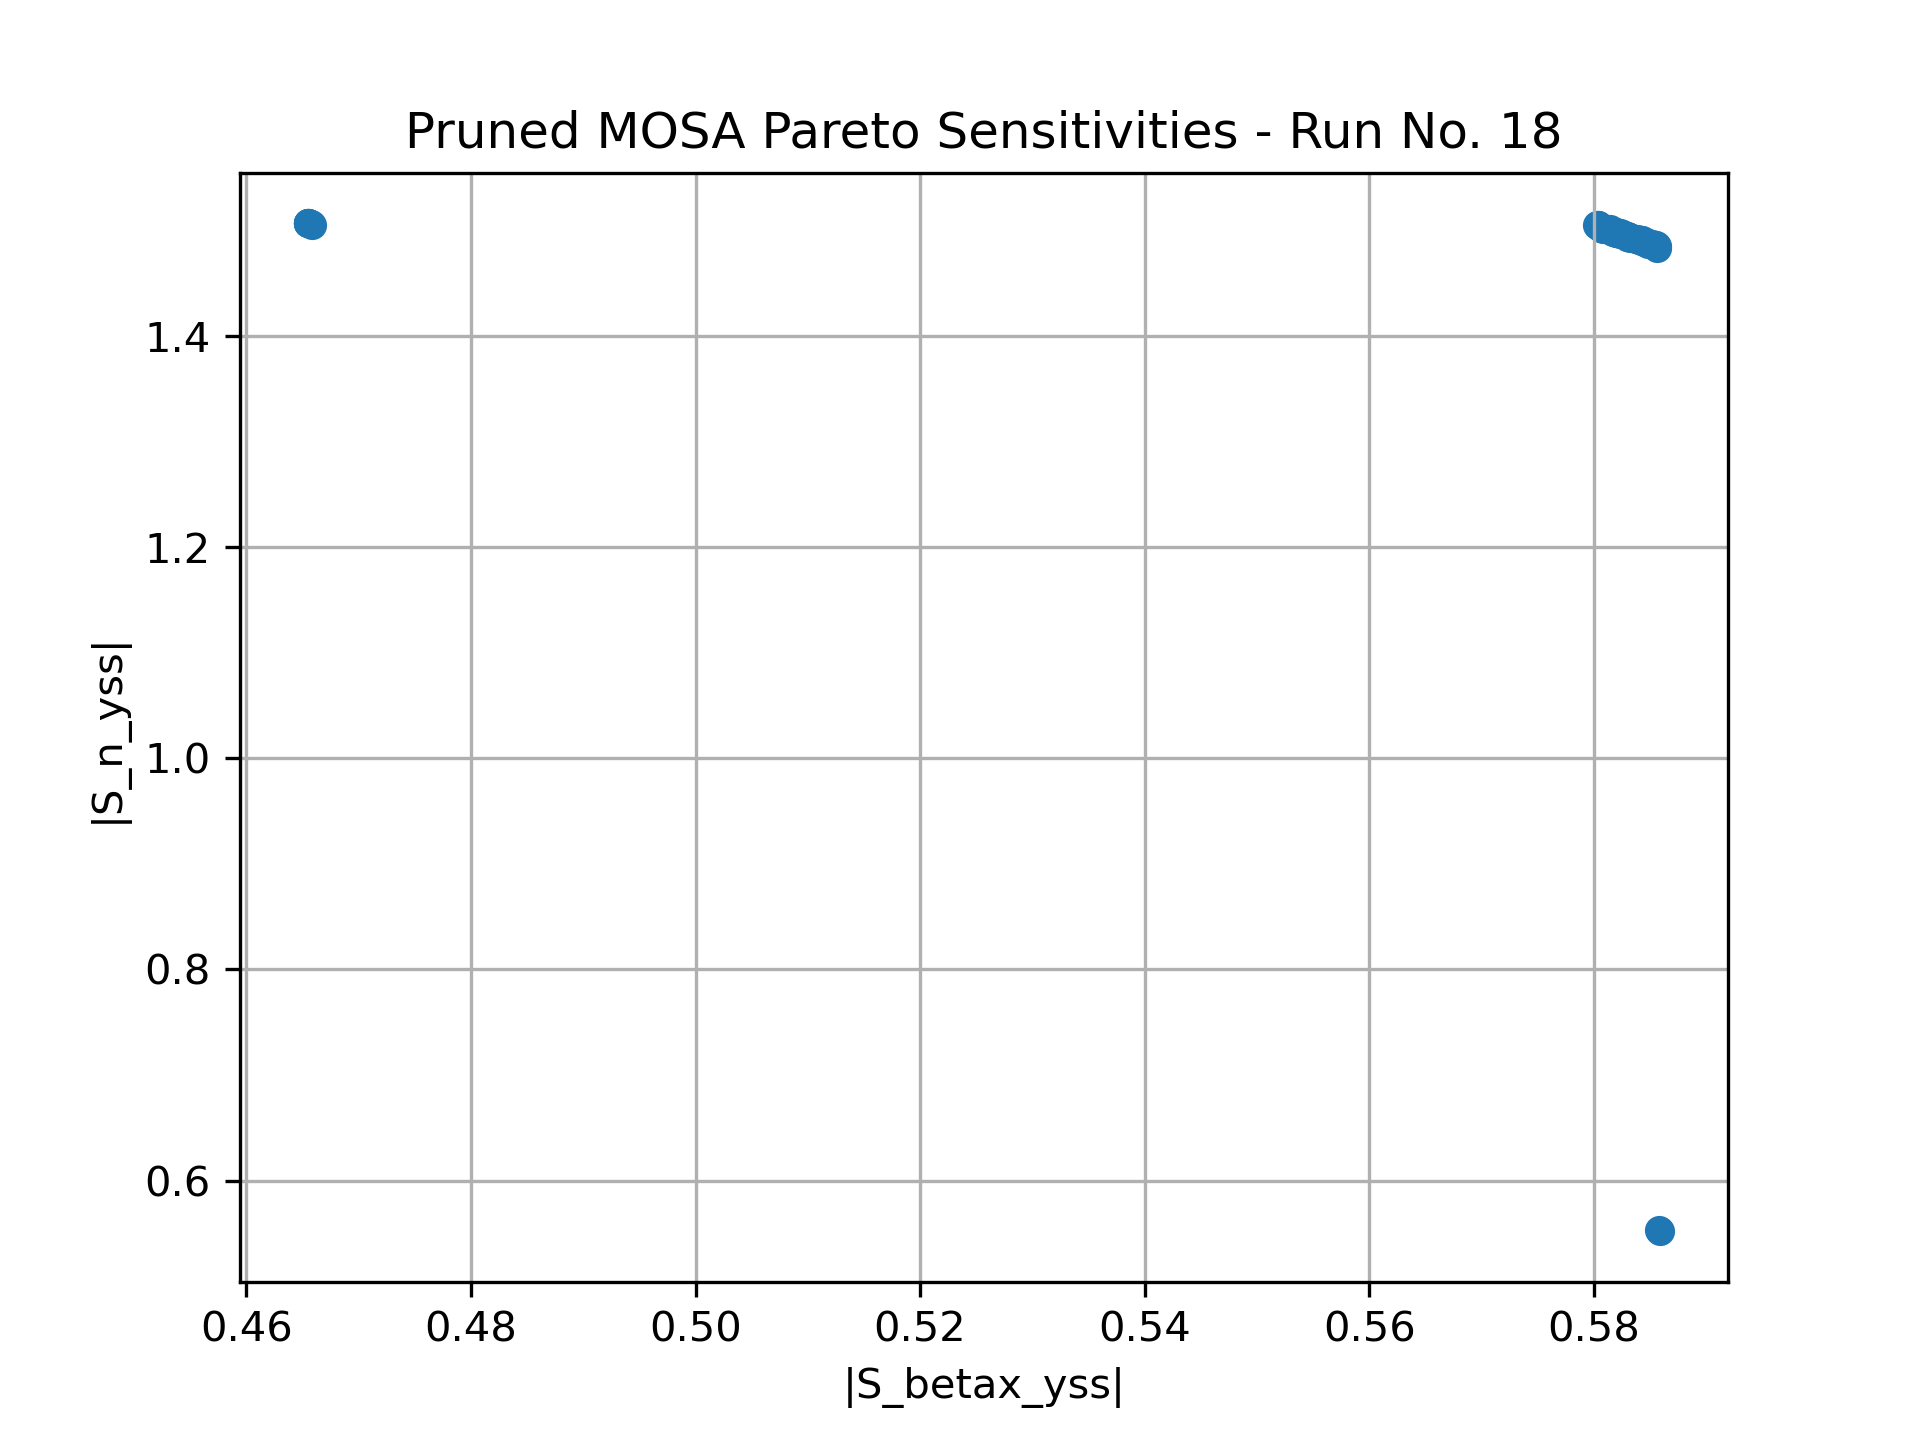 Pruned MOSA Pareto Sensitivities - Run No. 18
|S_n_yss|
1.4
1.2
1.0
0.8
0.6
0.46 0.48 0.50 0.52 0.54 0.56 0.58
|S_betax_yss|